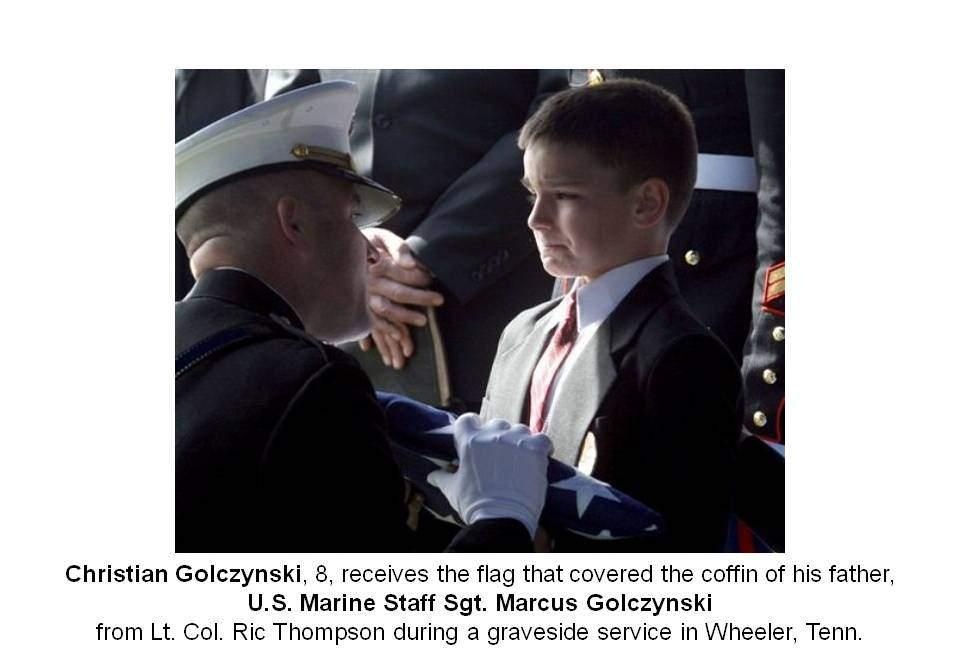 Christian Golczynski, 8, receives the flag that covered the coffin of his father,
U.S. Marine Staff Sgt. Marcus Golczynski
from Lt. Col. Ric Thompson during a graveside service in Wheeler, Tenn.